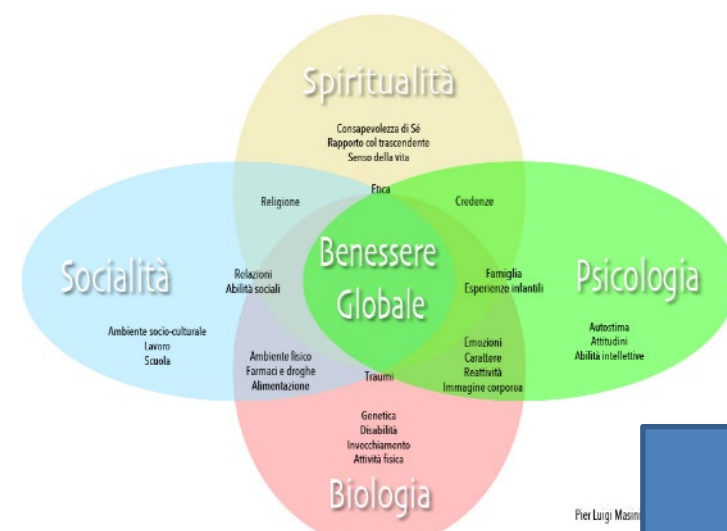 Spiritualità
Consapevolezza di Sé
Rapporto col trascendente
Senso della vita
Etica
Religione
Credenze
Socialità
Relazioni
Abilità sociali
Benessere
Globale
Famiglia
Esperienze infantili
Psicologia
Ambiente socio-culturale
Lavoro
Scuola
Autostima
Attitudini
Abilità intellettive
Ambiente fisico
Farmaci e droghe
Alimentazione
Emozioni
Carattere
Reattività
Immagine corporea
Traumi
Genetica
Disabilità
Invecchiamento
Attività fisica
Biologia
Pier Luigi Masini